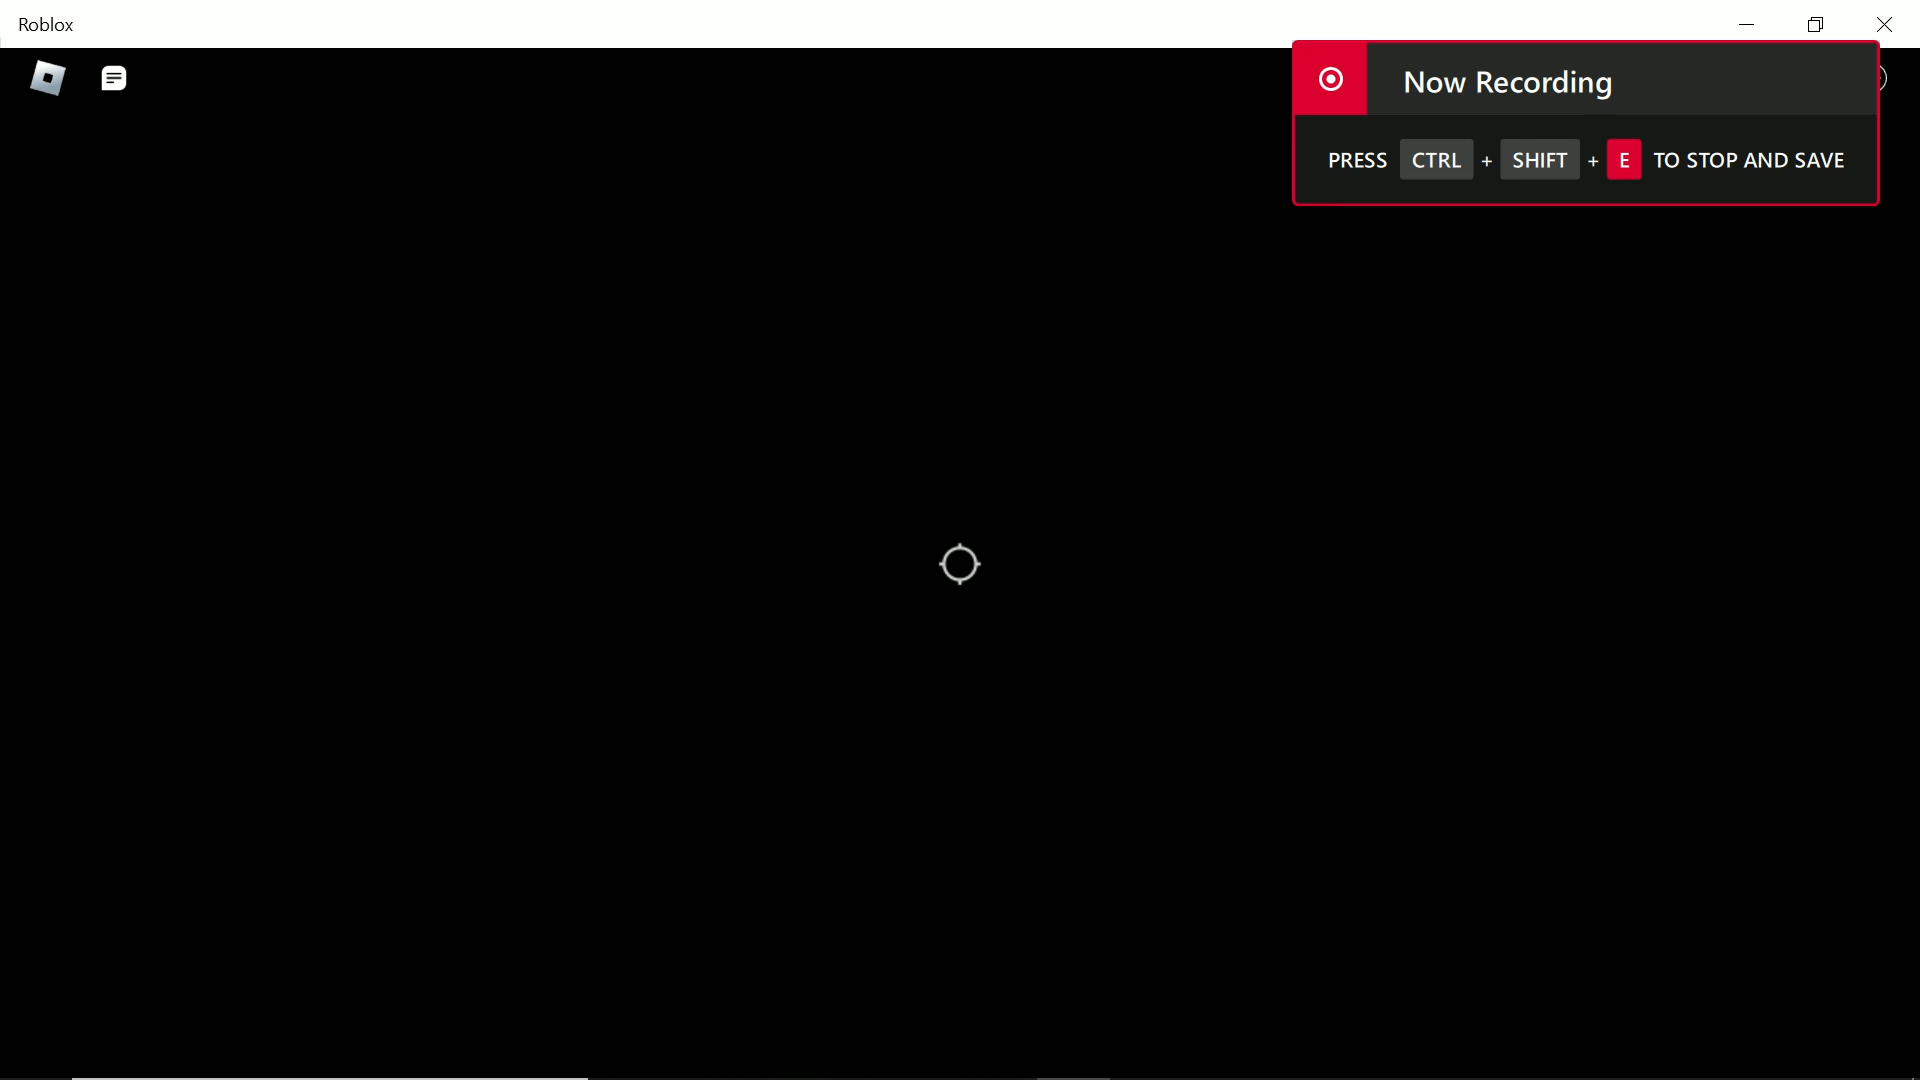 Roblox
Now Recording
PRESS CTRL + SHIFT + E TO STOP AND SAVE